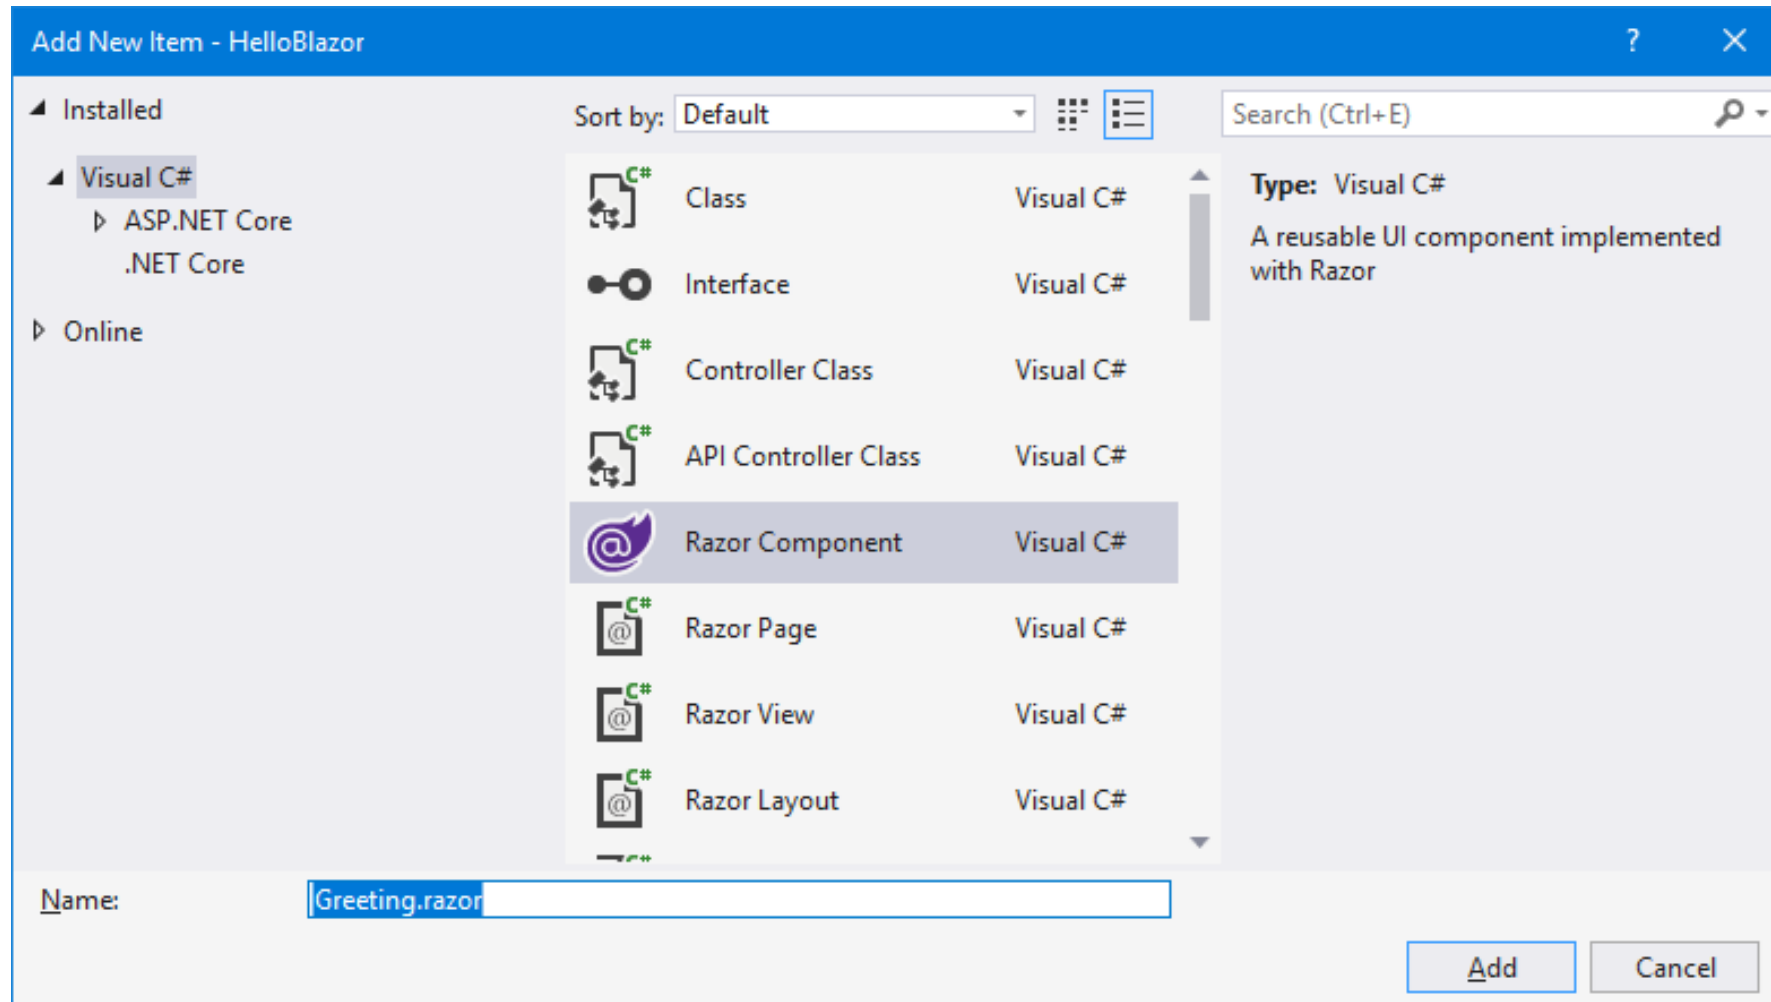 Add New Item - HelloBlazor ?
Installed
Visual C#
ASP.NET Core
.NET Core
Online
Sort by: Default
Search (Ctrl+E)
C#
Class Visual C#
Interface Visual C#
C#
Controller Class Visual C#
C#
API Controller Class Visual C#
@
Razor Component Visual C#
C#
@
Razor Page Visual C#
C#
@
Razor View Visual C#
C#
@
Razor Layout Visual C#
C#
Type: Visual C#
A reusable UI component implemented
with Razor
Name: Greeting.razor
Add Cancel